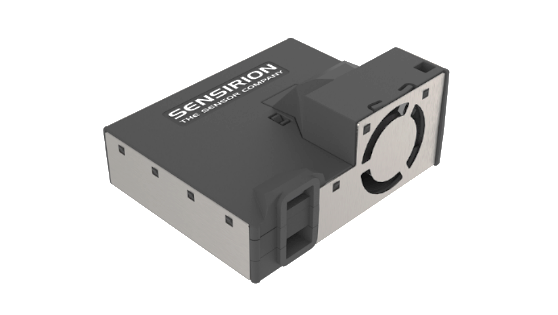 SENSIRION
THE SENSOR COMPANY